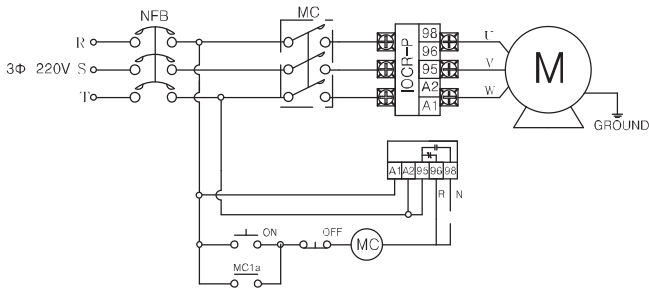 NFB
MC
R
3Φ 220V S
T
IOCR-P
98
96
95
A2
A1
U
V
W
M
GROUND
A1 A2 95 96 98
R N
ON
OFF
MC
MC1a